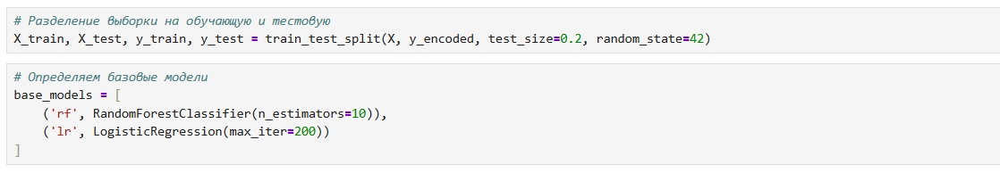 # Разделение выборки на обучающую и тестовую
X_train, X_test, y_train, y_test = train_test_split(X, y_encoded, test_size=0.2, random_state=42)
# Определяем базовые модели
base_models = [
    ('rf', RandomForestClassifier(n_estimators=10)),
    ('lr', LogisticRegression(max_iter=200))
]